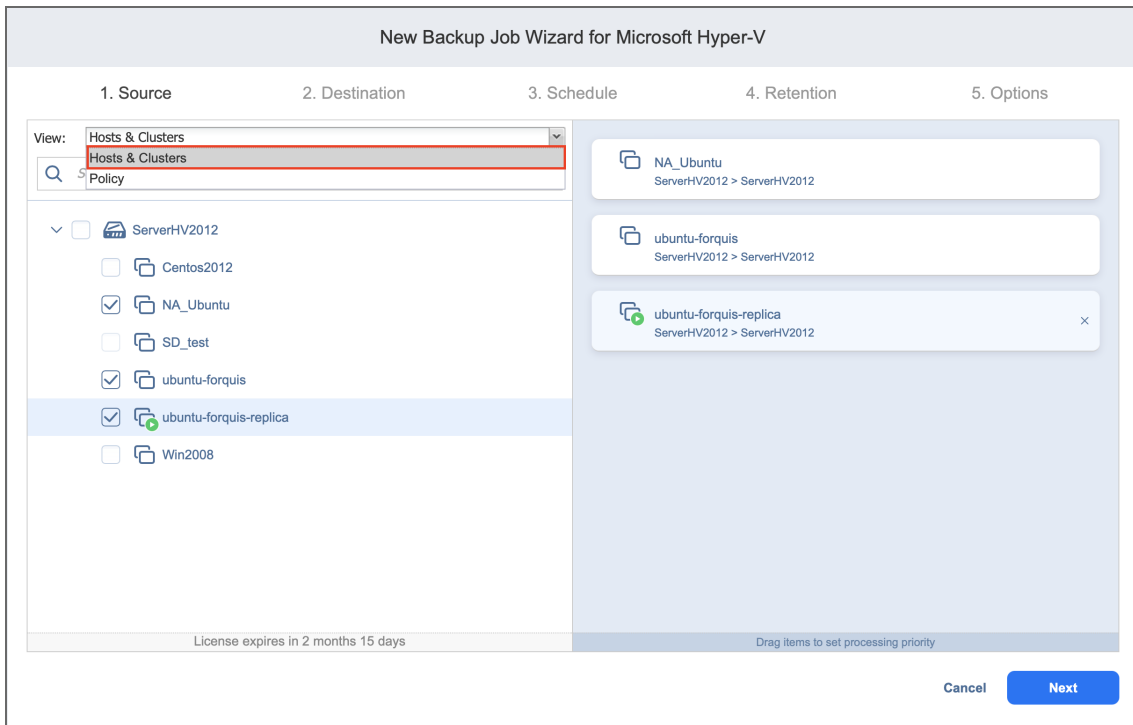 New Backup Job Wizard for Microsoft Hyper-V
1. Source 2. Destination 3. Schedule 4. Retention 5. Options
View: Hosts & Clusters
Hosts & Clusters
S
Policy
ServerHV2012
Centos2012
NA_Ubuntu
SD_test
ubuntu-forquis
ubuntu-forquis-replica
Win2008
License expires in 2 months 15 days
NA_Ubuntu
ServerHV2012 > ServerHV2012
ubuntu-forquis
ServerHV2012 > ServerHV2012
ubuntu-forquis-replica
ServerHV2012 > ServerHV2012
Drag items to set processing priority
Cancel Next